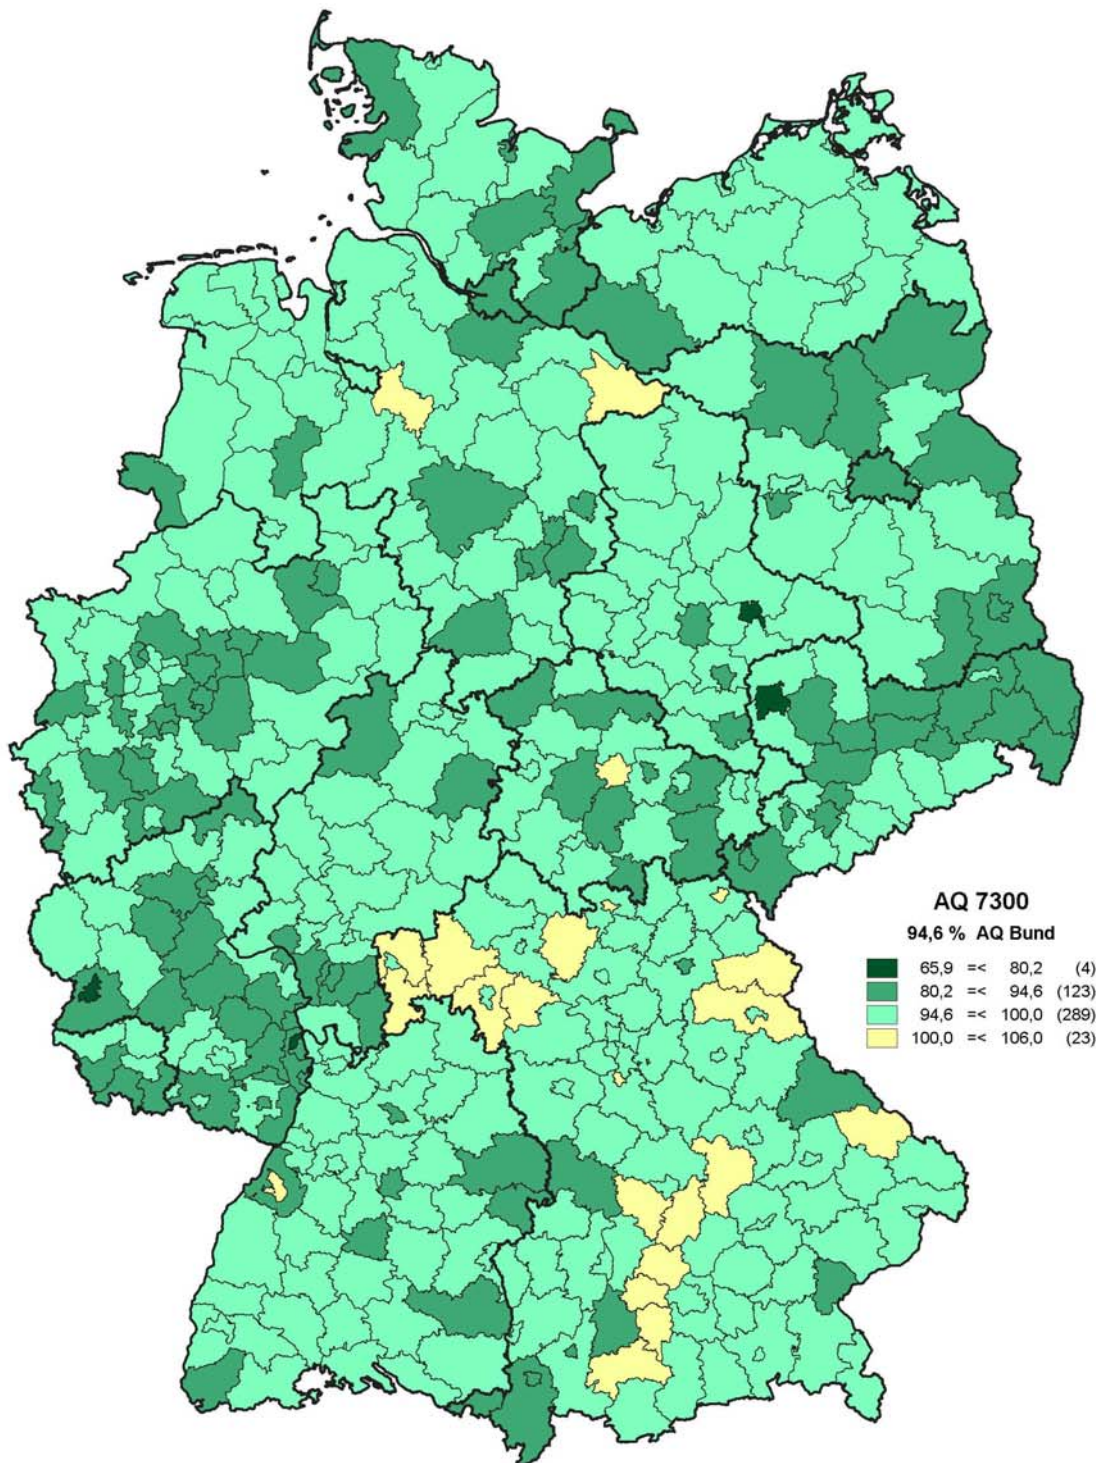 AQ 7300
94,6 % AQ Bund
65,9 =< 80,2 (4)
80,2 =< 94,6 (123)
94,6 =< 100,0 (289)
100,0 =< 106,0 (23)